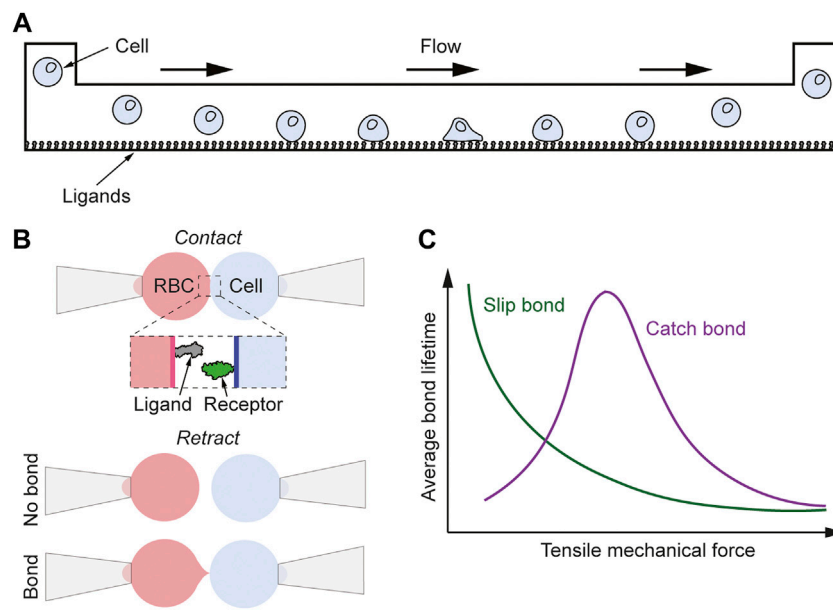 A
Cell
Flow
Ligands
B
Contact
RBC
Cell
Ligand
Receptor
Retract
No bond
Bond
C
Average bond lifetime
Slip bond
Catch bond
Tensile mechanical force